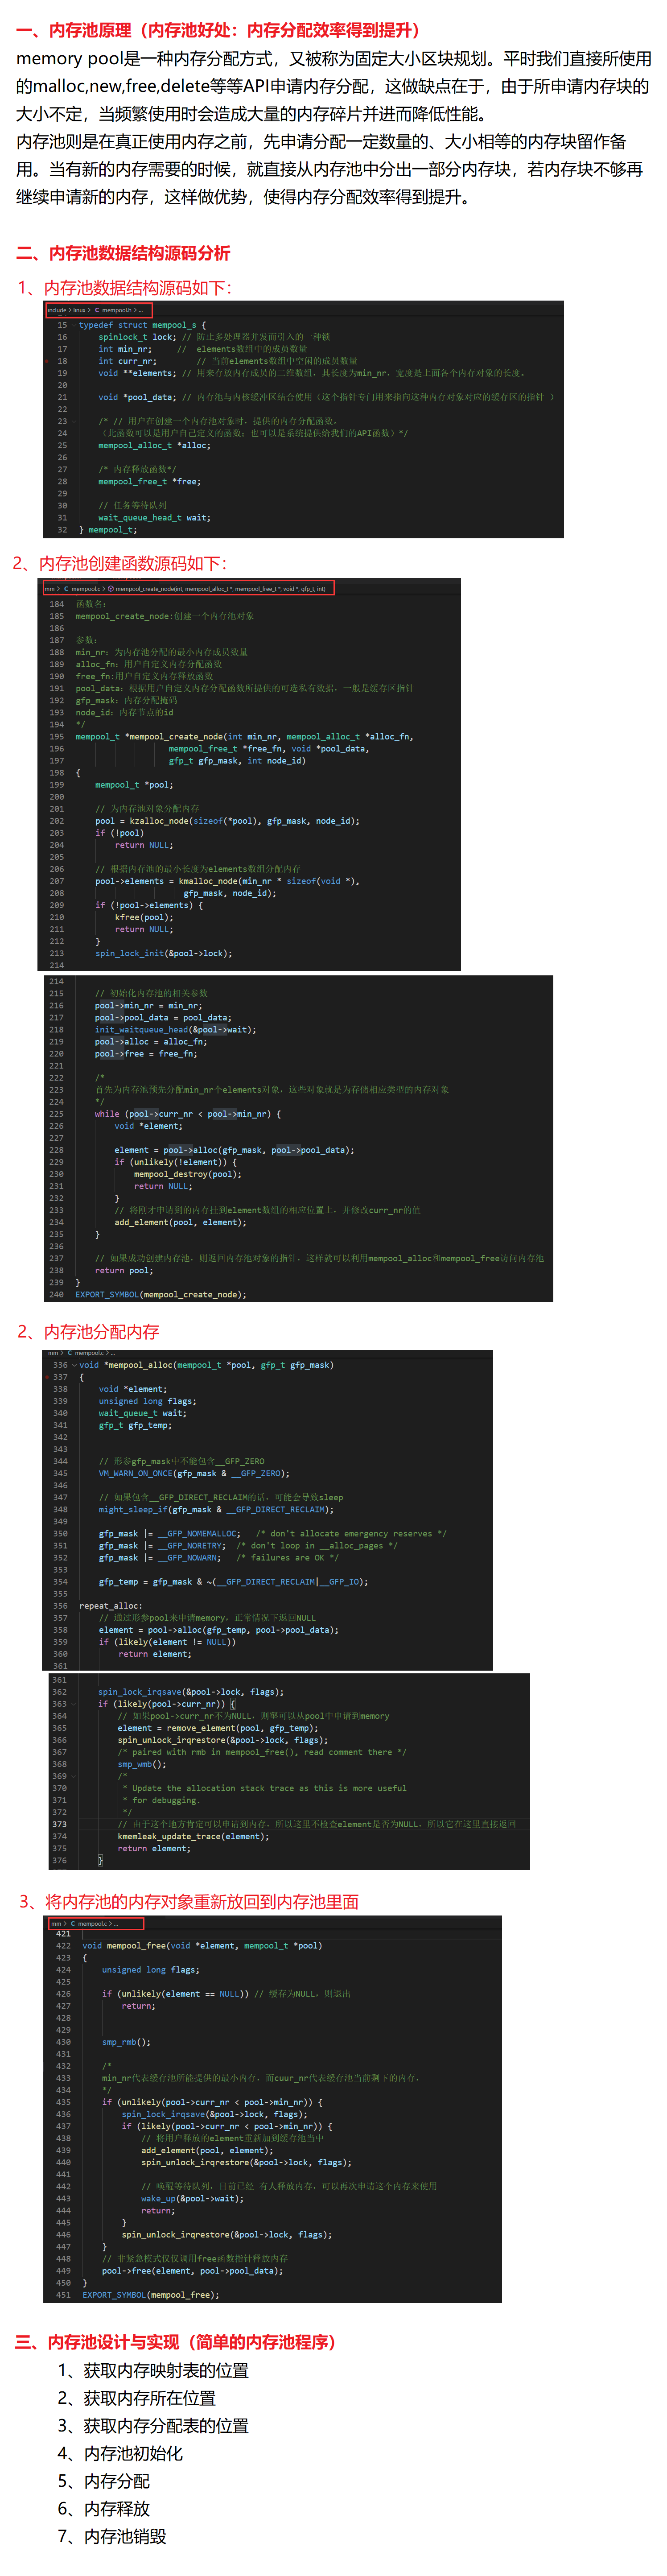 一、内存池原理（内存池好处：内存分配效率得到提升）
memory pool是一种内存分配方式，又被称为固定大小区块规划。平时我们直接所使用
的malloc,new,free,delete等等API申请内存分配，这做缺点在于，由于所申请内存块的
大小不定，当频繁使用时会造成大量的内存碎片并进而降低性能。
内存池则是在真正使用内存之前，先申请分配一定数量的、大小相等的内存块留作备
用。当有新的内存需要的时候，就直接从内存池中分出一部分内存块，若内存块不够再
继续申请新的内存，这样做优势，使得内存分配效率得到提升。
二、内存池数据结构源码分析
1、内存池数据结构源码如下：
include > linux > C mempool.h > ...
15 typedef struct mempool_s {
16 spinlock_t lock; // 防止多处理器并发而引入的一种锁
17 int min_nr; // elements数组中的成员数量
18 int curr_nr; // 当前elements数组中空闲的成员数量
19 void **elements; // 用来存放内存成员的二维数组，其长度为min_nr，宽度是上面各个内存对象的长度。
20
21 void *pool_data; // 内存池与内核缓冲区结合使用（这个指针专门用来指向这种内存对象对应的缓存区的指针 ）
22
23 /* // 用户在创建一个内存池对象时，提供的内存分配函数，
24 （此函数可以是用户自己定义的函数；也可以是系统提供给我们的API函数）*/
25 mempool_alloc_t *alloc;
26
27 /* 内存释放函数*/
28 mempool_free_t *free;
29
30 // 任务等待队列
31 wait_queue_head_t wait;
32 } mempool_t;
2、内存池创建函数源码如下：
mm > C mempool.c > mempool_create_node(int, mempool_alloc_t *, mempool_free_t *, void *, gfp_t, int)
184 函数名：
185 mempool_create_node:创建一个内存池对象
186
187 参数：
188 min_nr：为内存池分配的最小内存成员数量
189 alloc_fn：用户自定义内存分配函数
190 free_fn:用户自定义内存释放函数
191 pool_data：根据用户自定义内存分配函数所提供的可选私有数据，一般是缓存区指针
192 gfp_mask：内存分配掩码
193 node_id：内存节点的id
194 */
195 mempool_t *mempool_create_node(int min_nr, mempool_alloc_t *alloc_fn,
196 mempool_free_t *free_fn, void *pool_data,
197 gfp_t gfp_mask, int node_id)
198 {
199 mempool_t *pool;
200
201 // 为内存池对象分配内存
202 pool = kzalloc_node(sizeof(*pool), gfp_mask, node_id);
203 if (!pool)
204 return NULL;
205
206 // 根据内存池的最小长度为elements数组分配内存
207 pool->elements = kmalloc_node(min_nr * sizeof(void *),
208 gfp_mask, node_id);
209 if (!pool->elements) {
210 kfree(pool);
211 return NULL;
212 }
213 spin_lock_init(&pool->lock);
214
214
215 // 初始化内存池的相关参数
216 pool->min_nr = min_nr;
217 pool->pool_data = pool_data;
218 init_waitqueue_head(&pool->wait);
219 pool->alloc = alloc_fn;
220 pool->free = free_fn;
221
222 /*
223 首先为内存池预先分配min_nr个elements对象，这些对象就是为存储相应类型的内存对象
224 */
225 while (pool->curr_nr < pool->min_nr) {
226 void *element;
227
228 element = pool->alloc(gfp_mask, pool->pool_data);
229 if (unlikely(!element)) {
230 mempool_destroy(pool);
231 return NULL;
232 }
233 // 将刚才申请到的内存挂到element数组的相应位置上，并修改curr_nr的值
234 add_element(pool, element);
235 }
236
237 // 如果成功创建内存池，则返回内存池对象的指针，这样就可以利用mempool_alloc和mempool_free访问内存池
238 return pool;
239 }
240 EXPORT_SYMBOL(mempool_create_node);
2、内存池分配内存
mm > C mempool.c > ...
336 void *mempool_alloc(mempool_t *pool, gfp_t gfp_mask)
337 {
338 void *element;
339 unsigned long flags;
340 wait_queue_t wait;
341 gfp_t gfp_temp;
342
343
344 // 形参gfp_mask中不能包含__GFP_ZERO
345 VM_WARN_ON_ONCE(gfp_mask & __GFP_ZERO);
346
347 // 如果包含__GFP_DIRECT_RECLAIM的话，可能会导致sleep
348 might_sleep_if(gfp_mask & __GFP_DIRECT_RECLAIM);
349
350 gfp_mask |= __GFP_NOMEMALLOC; /* don't allocate emergency reserves */
351 gfp_mask |= __GFP_NORETRY; /* don't loop in __alloc_pages */
352 gfp_mask |= __GFP_NOWARN; /* failures are OK */
353
354 gfp_temp = gfp_mask & ~(__GFP_DIRECT_RECLAIM|__GFP_IO);
355
356 repeat_alloc:
357 // 通过形参pool来申请memory，正常情况下返回NULL
358 element = pool->alloc(gfp_temp, pool->pool_data);
359 if (likely(element != NULL))
360 return element;
361
361
362 spin_lock_irqsave(&pool->lock, flags);
363 if (likely(pool->curr_nr)) {
364 // 如果pool->curr_nr不为NULL，则可以从pool中申请到memory
365 element = remove_element(pool, gfp_temp);
366 spin_unlock_irqrestore(&pool->lock, flags);
367 /* paired with rmb in mempool_free(), read comment there */
368 smp_wmb();
369 /*
370 * Update the allocation stack trace as this is more useful
371 * for debugging.
372 */
373 // 由于这个地方肯定可以申请到内存，所以这里不检查element是否为NULL，所以它在这里直接返回
374 kmemleak_update_trace(element);
375 return element;
376 }
3、将内存池的内存对象重新放回到内存池里面
mm > C mempool.c > ...
421
422 void mempool_free(void *element, mempool_t *pool)
423 {
424 unsigned long flags;
425
426 if (unlikely(element == NULL)) // 缓存为NULL，则退出
427 return;
428
429
430 smp_rmb();
431
432 /*
433 min_nr代表缓存池所能提供的最小内存，而cuur_nr代表缓存池当前剩下的内存，
434 */
435 if (unlikely(pool->curr_nr < pool->min_nr)) {
436 spin_lock_irqsave(&pool->lock, flags);
437 if (likely(pool->curr_nr < pool->min_nr)) {
438 // 将用户释放的element重新加到缓存池当中
439 add_element(pool, element);
440 spin_unlock_irqrestore(&pool->lock, flags);
441
442 // 唤醒等待队列，目前已经 有人释放内存，可以再次申请这个内存来使用
443 wake_up(&pool->wait);
444 return;
445 }
446 spin_unlock_irqrestore(&pool->lock, flags);
447 }
448 // 非紧急模式仅仅调用free函数指针释放内存
449 pool->free(element, pool->pool_data);
450 }
451 EXPORT_SYMBOL(mempool_free);
三、内存池设计与实现（简单的内存池程序）
1、获取内存映射表的位置
2、获取内存所在位置
3、获取内存分配表的位置
4、内存池初始化
5、内存分配
6、内存释放
7、内存池销毁